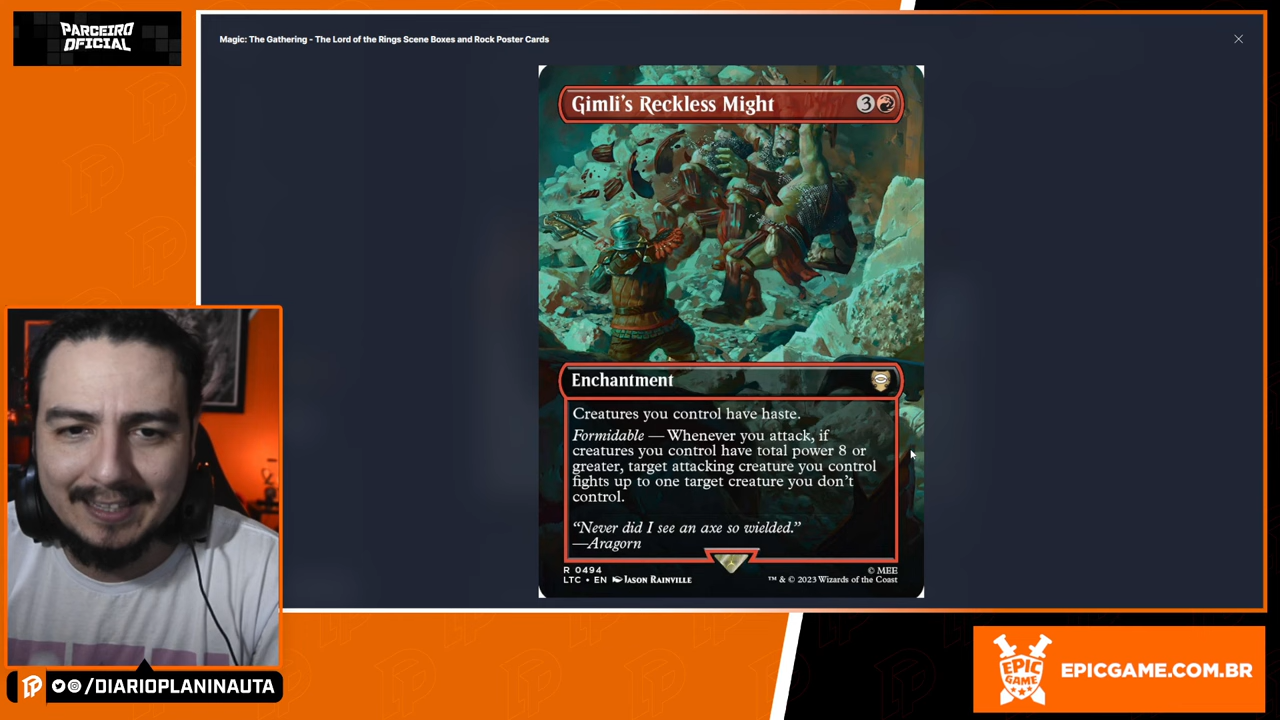 PARCEIRO
OFICIAL
Magic: The Gathering - The Lord of the Rings Scene Boxes and Rock Poster Cards
Gimli's Reckless Might 3
Enchantment
Creatures you control have haste.
Formidable — Whenever you attack, if
creatures you control have total power 8 or
greater, target attacking creature you control
fights up to one target creature you don't
control.
“Never did I see an axe so wielded.”
—Aragorn
R 0494
LTC • EN JASON RAINVILLE
© MEE
™ & © 2023 Wizards of the Coast
/DIARIOPLANINAUTA
EPIC
GAME
EPICGAME.COM.BR